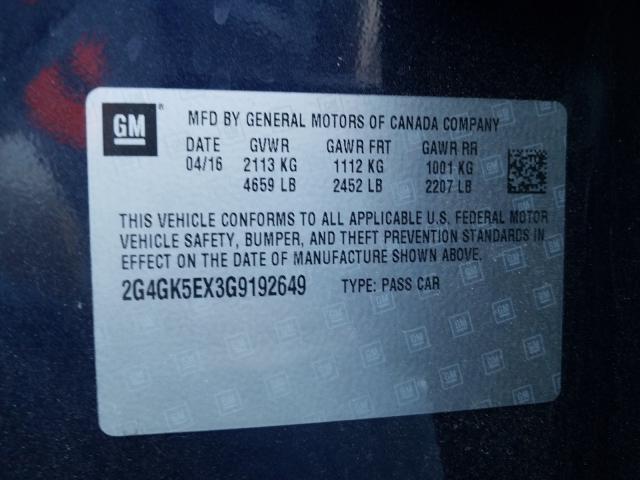 GM
MFD BY GENERAL MOTORS OF CANADA COMPANY
DATE GVWR GAWR FRT GAWR RR
04/16 2113 KG 1112 KG 1001 KG
4659 LB 2452 LB 2207 LB
THIS VEHICLE CONFORMS TO ALL APPLICABLE U.S. FEDERAL MOTOR
VEHICLE SAFETY, BUMPER, AND THEFT PREVENTION STANDARDS IN
EFFECT ON THE DATE OF MANUFACTURE SHOWN ABOVE.
2G4GK5EX3G9192649 TYPE: PASS CAR